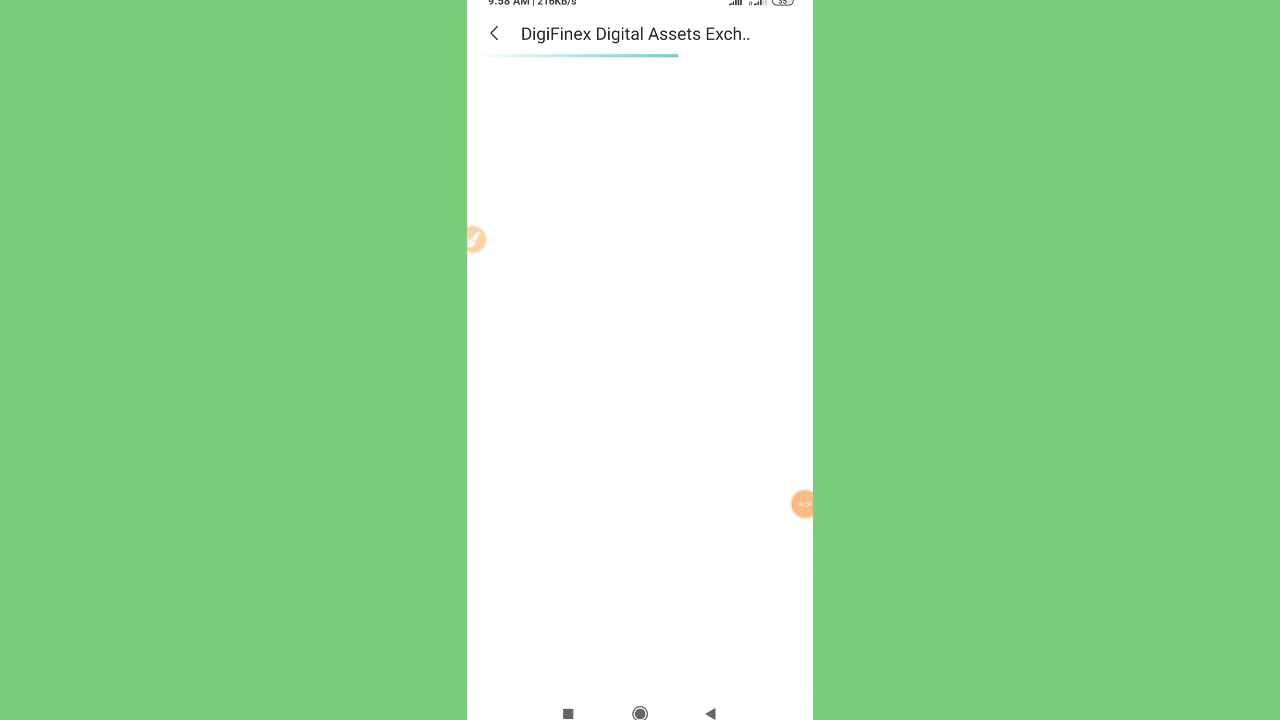 9:58 AM | 216KB/s
DigiFinex Digital Assets Exch..